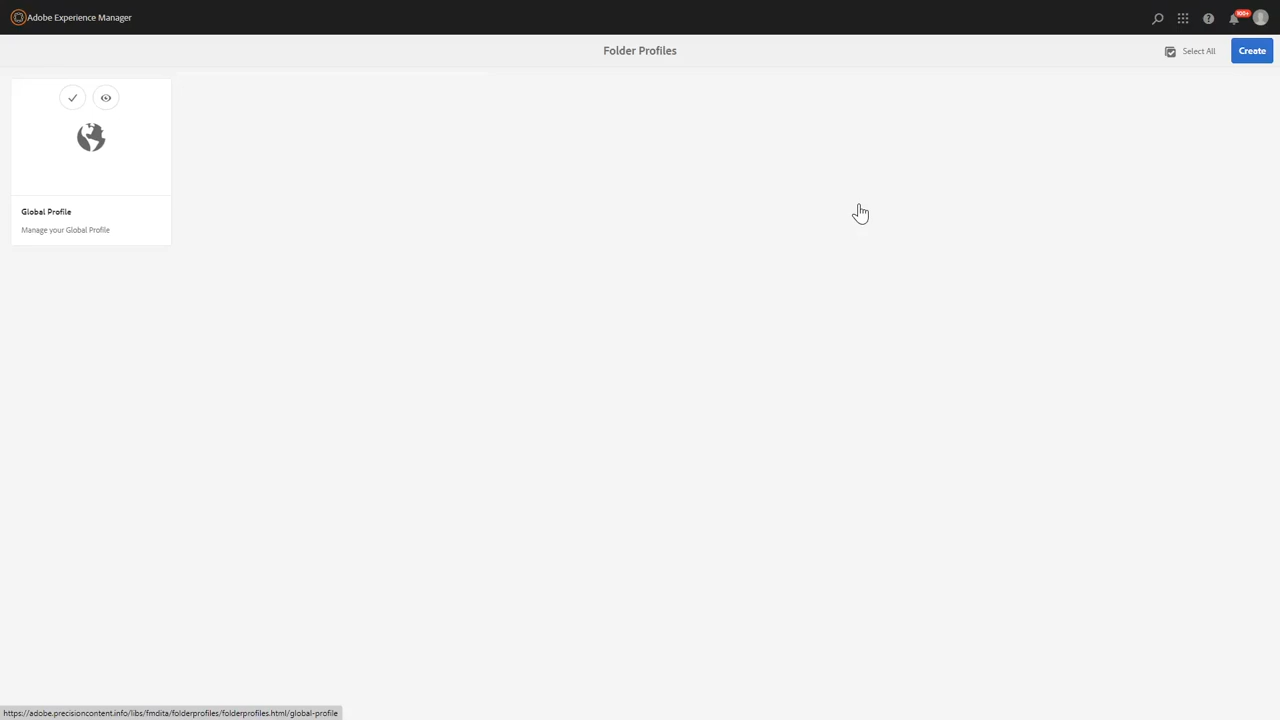 Adobe Experience Manager
100+
Folder Profiles
Select All
Create
Global Profile
Manage your Global Profile
https://adobe.precisioncontent.info/libs/fmdita/folderprofiles/folderprofiles.html/global-profile